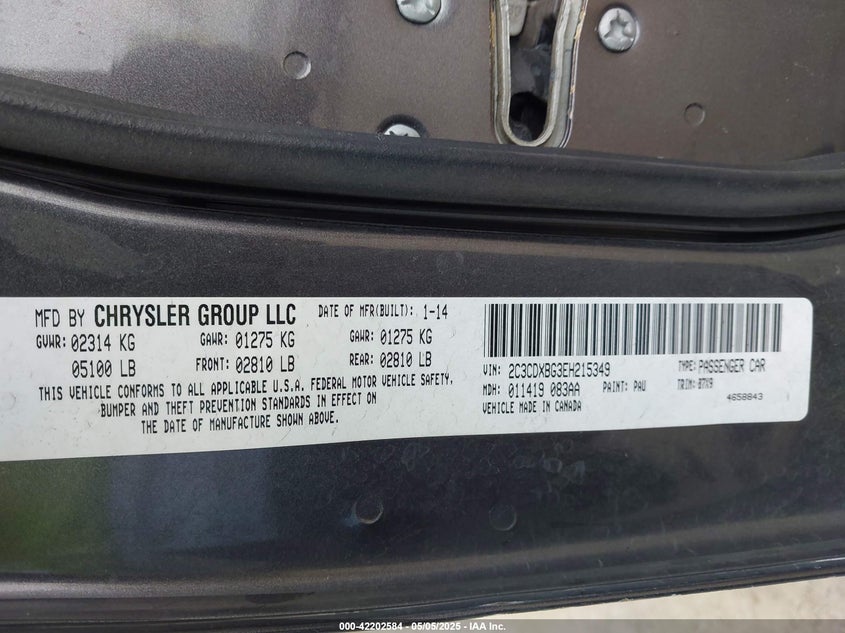 MFD BY CHRYSLER GROUP LLC DATE OF MFR(BUILT): 1-14
GVWR: 02314 KG GAWR: 01275 KG GAWR: 01275 KG
05100 LB FRONT: 02810 LB REAR: 02810 LB
THIS VEHICLE CONFORMS TO ALL APPLICABLE U.S.A. FEDERAL MOTOR VEHICLE SAFETY,
BUMPER AND THEFT PREVENTION STANDARDS IN EFFECT ON
THE DATE OF MANUFACTURE SHOWN ABOVE.
VIN: 2C3CDXBG3EH215349 TYPE: PASSENGER CAR
MDH: 011419 083AA PAINT: PAU TRIM: B7X9
VEHICLE MADE IN CANADA 4658843
000-42202584 - 05/05/2025 - IAA Inc.